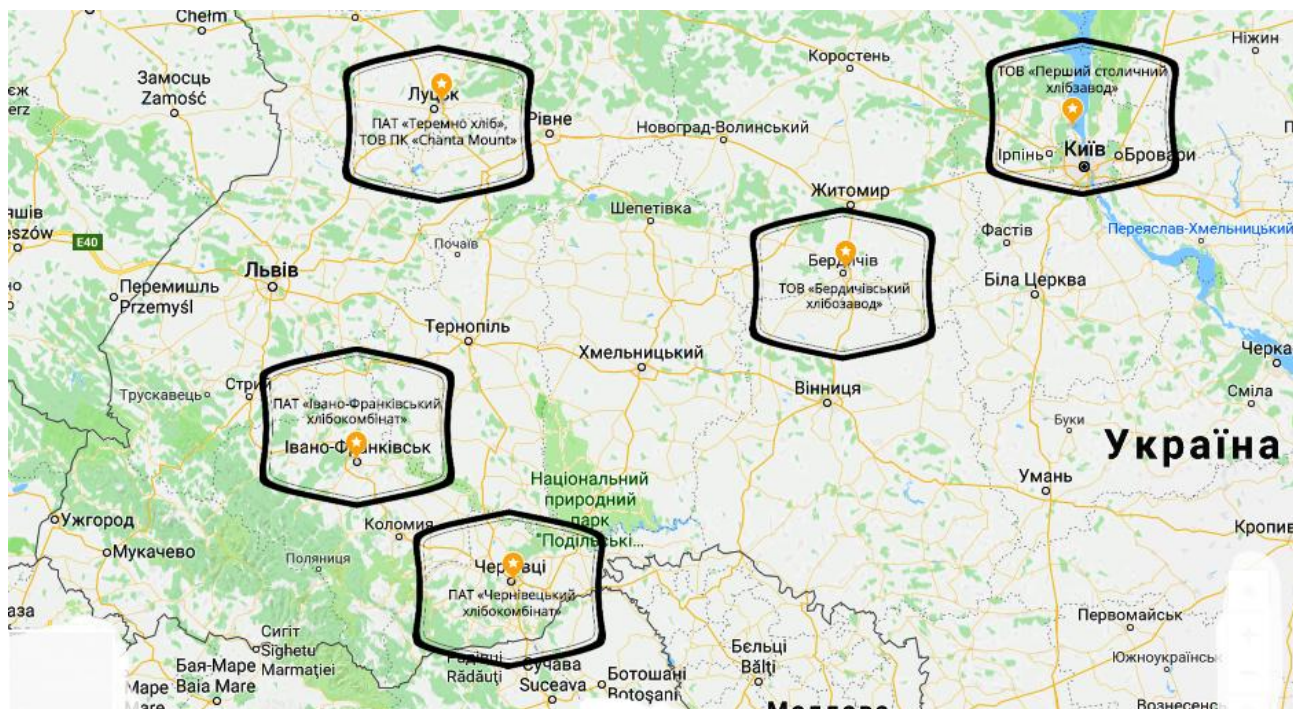 Chełm
Ніжин
Коростень
Замосць
Zamość
Луцьк
ПАТ «Теремно хліб»,
ТОВ ПК «Chanta Mount»
Рівне
Новоград-Волинський
ТОВ «Перший столичний
хлібзавод»
Ірпінь
Київ
Бровари
Житомир
Шепетівка
E40
Почаїв
Фастів
Переяслав-Хмельницький
Бердичів
ТОВ «Бердичівський
хлібозавод»
Львів
Перемишль
Przemyśl
Біла Церква
Тернопіль
Хмельницький
Вінниця
Трускавець
Стрий
Сміла
ПАТ «Івано-Франківський
хлібокомбінат»
Івано-Франківськ
Буки
Україна
Умань
Національний
природний
парк
"Подільські...
Ужгород
Мукачево
Коломия
Поляниця
Чернівці
ПАТ «Чернівецький
хлібокомбінат»
Первомайськ
Сигіт
Sighetu
Marmației
Бая-Маре
Baia Mare
Rădăuți
Сучава
Suceava
Ботошані
Botoșani
Бєльці
Bălți